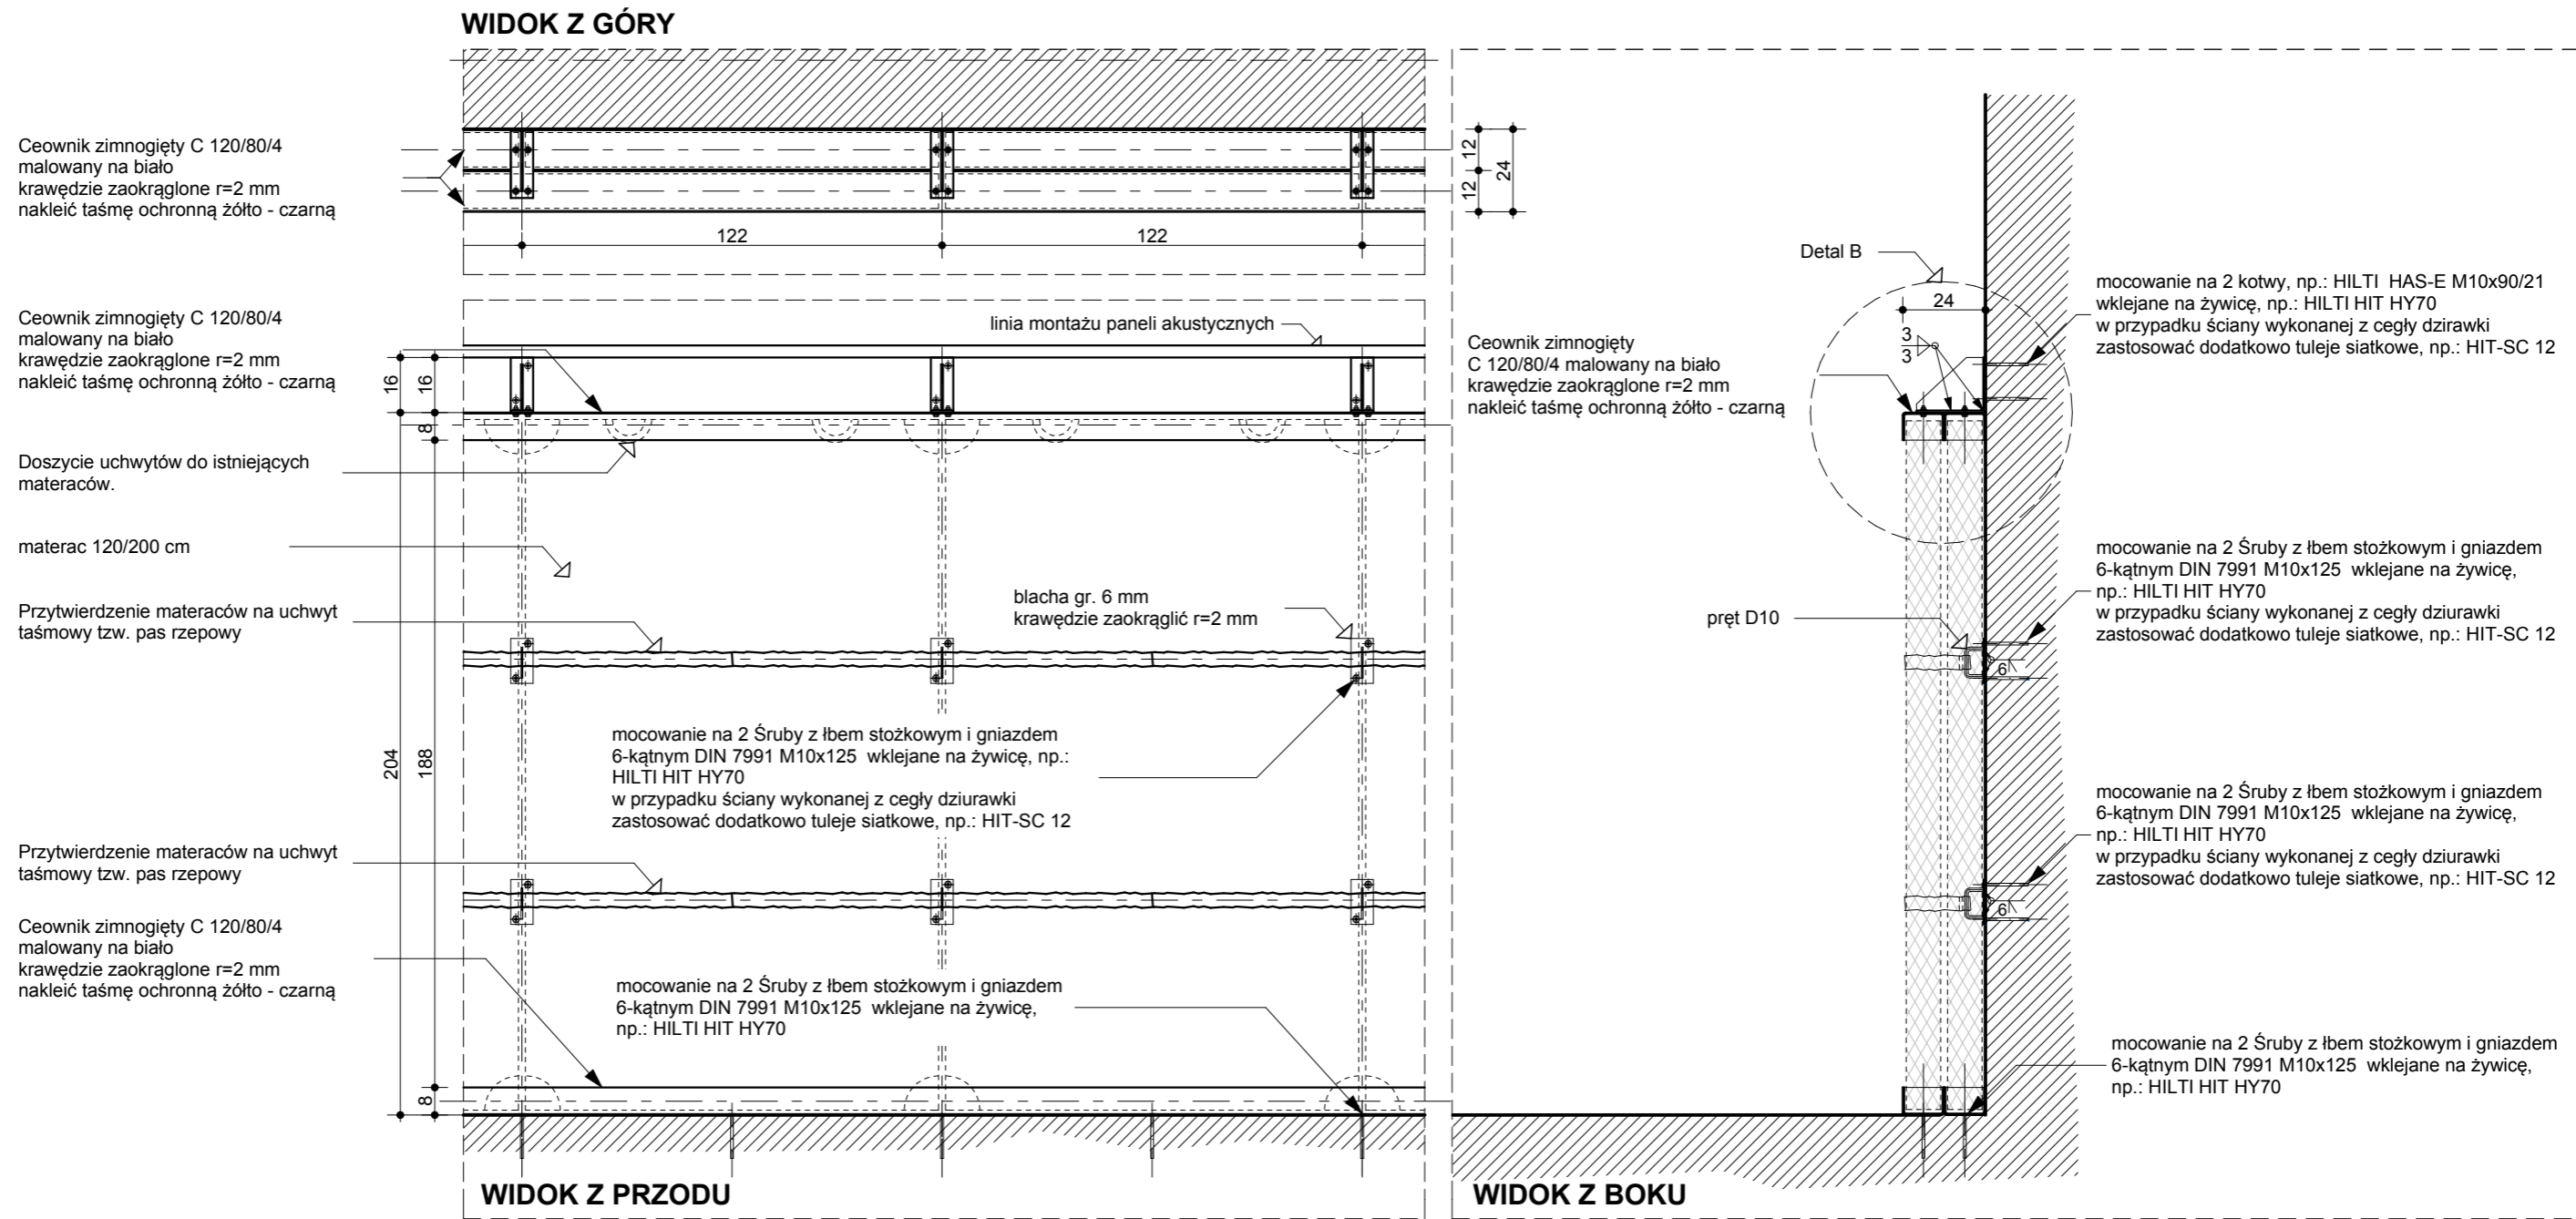 WIDOK Z GÓRY
Ceownik zimnogięty C 120/80/4
malowany na biało
krawędzie zaokrąglone r=2 mm
nakleić taśmę ochronną żółto - czarną
12
12
24
122
122
Ceownik zimnogięty C 120/80/4
malowany na biało
krawędzie zaokrąglone r=2 mm
nakleić taśmę ochronną żółto - czarną
linia montażu paneli akustycznych
16
16
8
Doszycie uchwytów do istniejących
materaców.
materac 120/200 cm
Przytwierdzenie materaców na uchwyt
taśmowy tzw. pas rzepowy
blacha gr. 6 mm
krawędzie zaokrąglić r=2 mm
204
188
mocowanie na 2 Śruby z łbem stożkowym i gniazdem
6-kątnym DIN 7991 M10x125 wklejane na żywicę, np.:
HILTI HIT HY70
w przypadku ściany wykonanej z cegły dziurawki
zastosować dodatkowo tuleje siatkowe, np.: HIT-SC 12
Przytwierdzenie materaców na uchwyt
taśmowy tzw. pas rzepowy
Ceownik zimnogięty C 120/80/4
malowany na biało
krawędzie zaokrąglone r=2 mm
nakleić taśmę ochronną żółto - czarną
mocowanie na 2 Śruby z łbem stożkowym i gniazdem
6-kątnym DIN 7991 M10x125 wklejane na żywicę,
np.: HILTI HIT HY70
8
WIDOK Z PRZODU
Detal B
24
3
3
Ceownik zimnogięty
C 120/80/4 malowany na biało
krawędzie zaokrąglone r=2 mm
nakleić taśmę ochronną żółto - czarną
mocowanie na 2 kotwy, np.: HILTI HAS-E M10x90/21
wklejane na żywicę, np.: HILTI HIT HY70
w przypadku ściany wykonanej z cegły dzirawki
zastosować dodatkowo tuleje siatkowe, np.: HIT-SC 12
mocowanie na 2 Śruby z łbem stożkowym i gniazdem
6-kątnym DIN 7991 M10x125 wklejane na żywicę,
np.: HILTI HIT HY70
w przypadku ściany wykonanej z cegły dziurawki
zastosować dodatkowo tuleje siatkowe, np.: HIT-SC 12
pręt D10
6
mocowanie na 2 Śruby z łbem stożkowym i gniazdem
6-kątnym DIN 7991 M10x125 wklejane na żywicę,
np.: HILTI HIT HY70
w przypadku ściany wykonanej z cegły dziurawki
zastosować dodatkowo tuleje siatkowe, np.: HIT-SC 12
6
mocowanie na 2 Śruby z łbem stożkowym i gniazdem
6-kątnym DIN 7991 M10x125 wklejane na żywicę,
np.: HILTI HIT HY70
WIDOK Z BOKU